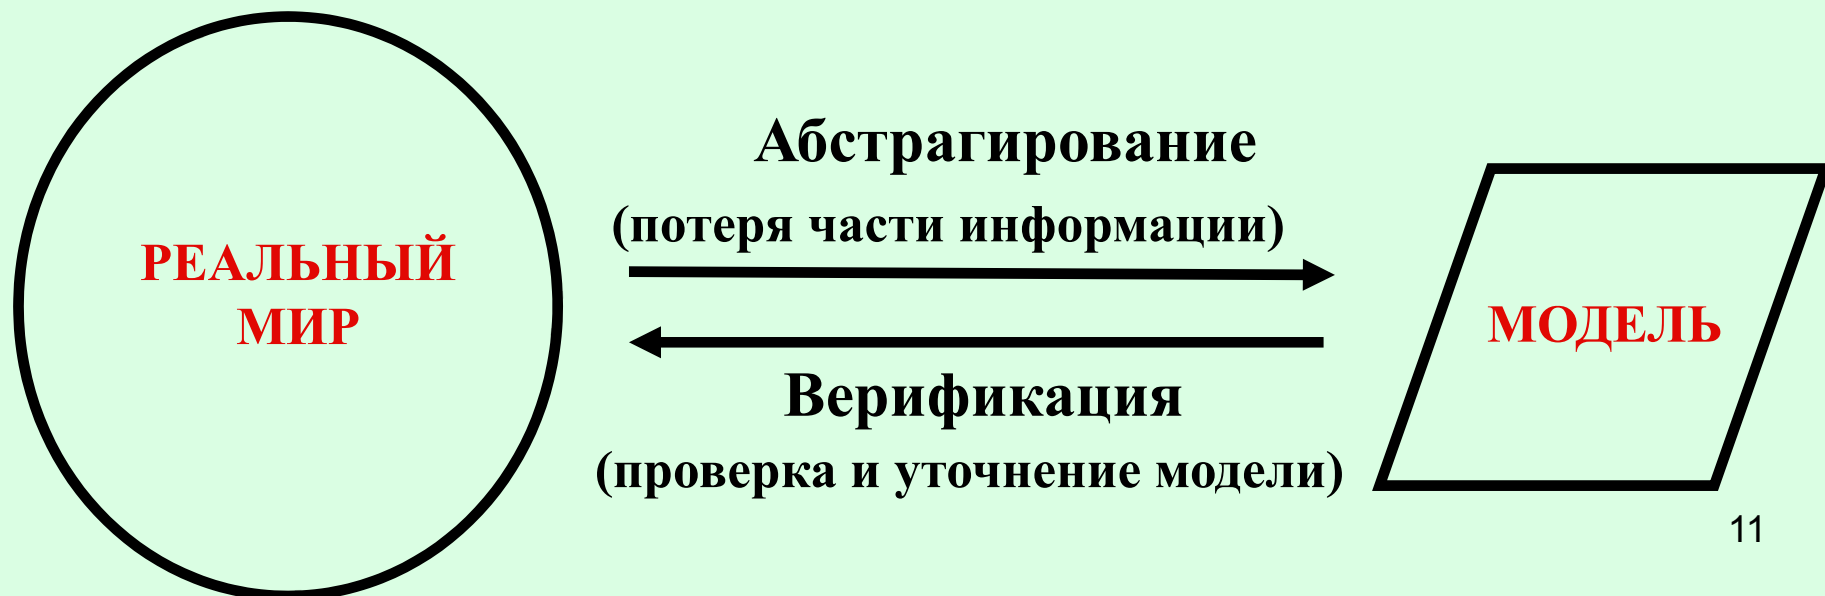 Абстрагирование
(потеря части информации)
РЕАЛЬНЫЙ
МИР
МОДЕЛЬ
Верификация
(проверка и уточнение модели)
11